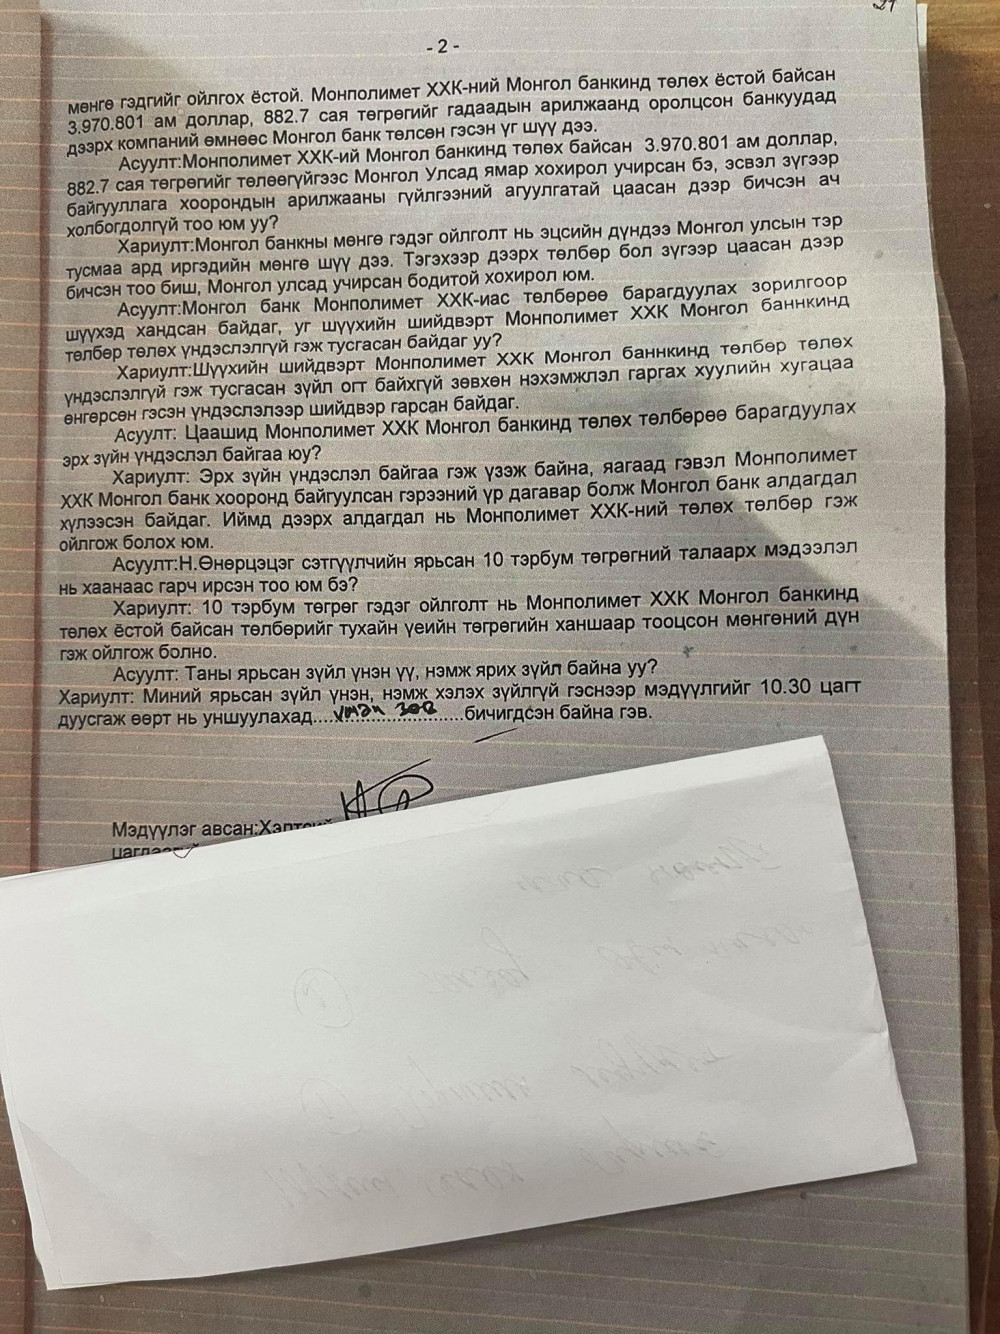 21
- 2 -
мөнгө гэдгийг ойлгох ёстой. Монполимет ХХК-ний Монгол банкинд төлөх ёстой байсан
3.970.801 ам доллар, 882.7 сая төгрөгийг гадаадын арилжаанд оролцсон банкуудад
дээрх компаний өмнөөс Монгол банк төлсөн гэсэн үг шүү дээ.
Асуулт:Монполимет ХХК-ий Монгол банкинд төлөх байсан 3.970.801 ам доллар,
882.7 сая төгрөгийг төлөөгүйгээс Монгол Улсад ямар хохирол учирсан бэ, эсвэл зүгээр
байгууллага хоорондын арилжааны гүйлгээний агуулгатай цаасан дээр бичсэн ач
холбогдолгүй тоо юм уу?
Хариулт:Монгол банкны мөнгө гэдэг ойлголт нь эцсийн дүндээ Монгол улсын тэр
тусмаа ард иргэдийн мөнгө шүү дээ. Тэгэхээр дээрх төлбөр бол зүгээр цаасан дээр
бичсэн тоо биш, Монгол улсад учирсан бодитой хохирол юм.
Асуулт:Монгол банк Монполимет ХХК-иас төлбөрөө барагдуулах зорилгоор
шүүхэд хандсан байдаг, уг шүүхийн шийдвэрт Монполимет ХХК Монгол баннкинд
төлбөр төлөх үндэслэлгүй гэж тусгасан байдаг уу?
Хариулт:Шүүхийн шийдвэрт Монполимет ХХК Монгол баннкинд төлбөр төлөх
үндэслэлгүй гэж тусгасан зүйл огт байхгүй зөвхөн нэхэмжлэл гаргах хуулийн хугацаа
өнгөрсөн гэсэн үндэслэлээр шийдвэр гарсан байдаг.
Асуулт: Цаашид Монполимет ХХК Монгол банкинд төлөх төлбөрөө барагдуулах
эрх зүйн үндэслэл байгаа юу?
Хариулт: Эрх зүйн үндэслэл байгаа гэж үзэж байна, яагаад гэвэл Монполимет
ХХК Монгол банк хооронд байгуулсан гэрээний үр дагавар болж Монгол банк алдагдал
хүлээсэн байдаг. Иймд дээрх алдагдал нь Монполимет ХХК-ний төлөх төлбөр гэж
ойлгож болох юм.
Асуулт:Н.Өнөрцэцэг сэтгүүлчийн ярьсан 10 тэрбум төгрөгний талаарх мэдээлэл
нь хаанаас гарч ирсэн тоо юм бэ?
Хариулт: 10 тэрбум төгрөг гэдэг ойлголт нь Монполимет ХХК Монгол банкинд
төлөх ёстой байсан төлбөрийг тухайн үеийн төгрөгийн ханшаар тооцсон мөнгөний дүн
гэж ойлгож болно.
Асуулт: Таны ярьсан зүйл үнэн үү, нэмж ярих зүйл байна уу?
Хариулт: Миний ярьсан зүйл үнэн, нэмж хэлэх зүйлгүй гэснээр мэдүүлгийг 10.30 цагт
дуусгаж өөрт нь уншуулахад....үнэн зөв....бичигдсэн байна гэв.
Мэдүүлэг авсан:Хэлтсийн